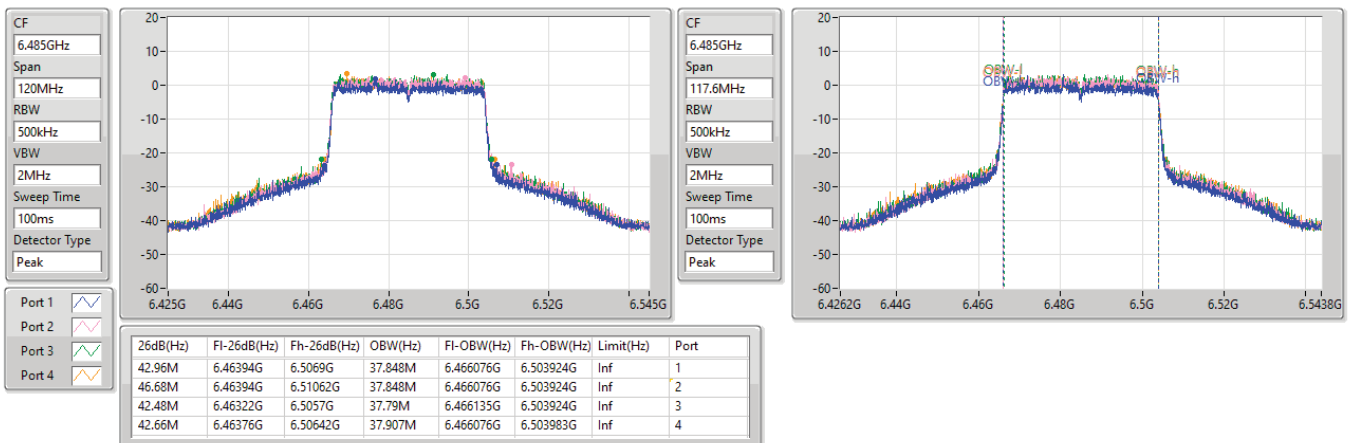 CF
6.485GHz
Span
120MHz
RBW
500kHz
VBW
2MHz
Sweep Time
100ms
Detector Type
Peak
20
10
0
-10
-20
-30
-40
-50
-60
6.425G 6.44G 6.46G 6.48G 6.5G 6.52G 6.545G
CF
6.485GHz
Span
117.6MHz
RBW
500kHz
VBW
2MHz
Sweep Time
100ms
Detector Type
Peak
20
10
0
-10
-20
-30
-40
-50
-60
OBW-l OBW-h
6.4262G 6.44G 6.46G 6.48G 6.5G 6.52G 6.5438G
Port 1
Port 2
Port 3
Port 4
26dB(Hz) Fl-26dB(Hz) Fh-26dB(Hz) OBW(Hz) Fl-OBW(Hz) Fh-OBW(Hz) Limit(Hz) Port
42.96M 6.46394G 6.5069G 37.848M 6.466076G 6.503924G Inf 1
46.68M 6.46394G 6.51062G 37.848M 6.466076G 6.503924G Inf 2
42.48M 6.46322G 6.5057G 37.79M 6.466135G 6.503924G Inf 3
42.66M 6.46376G 6.50642G 37.907M 6.466076G 6.503983G Inf 4